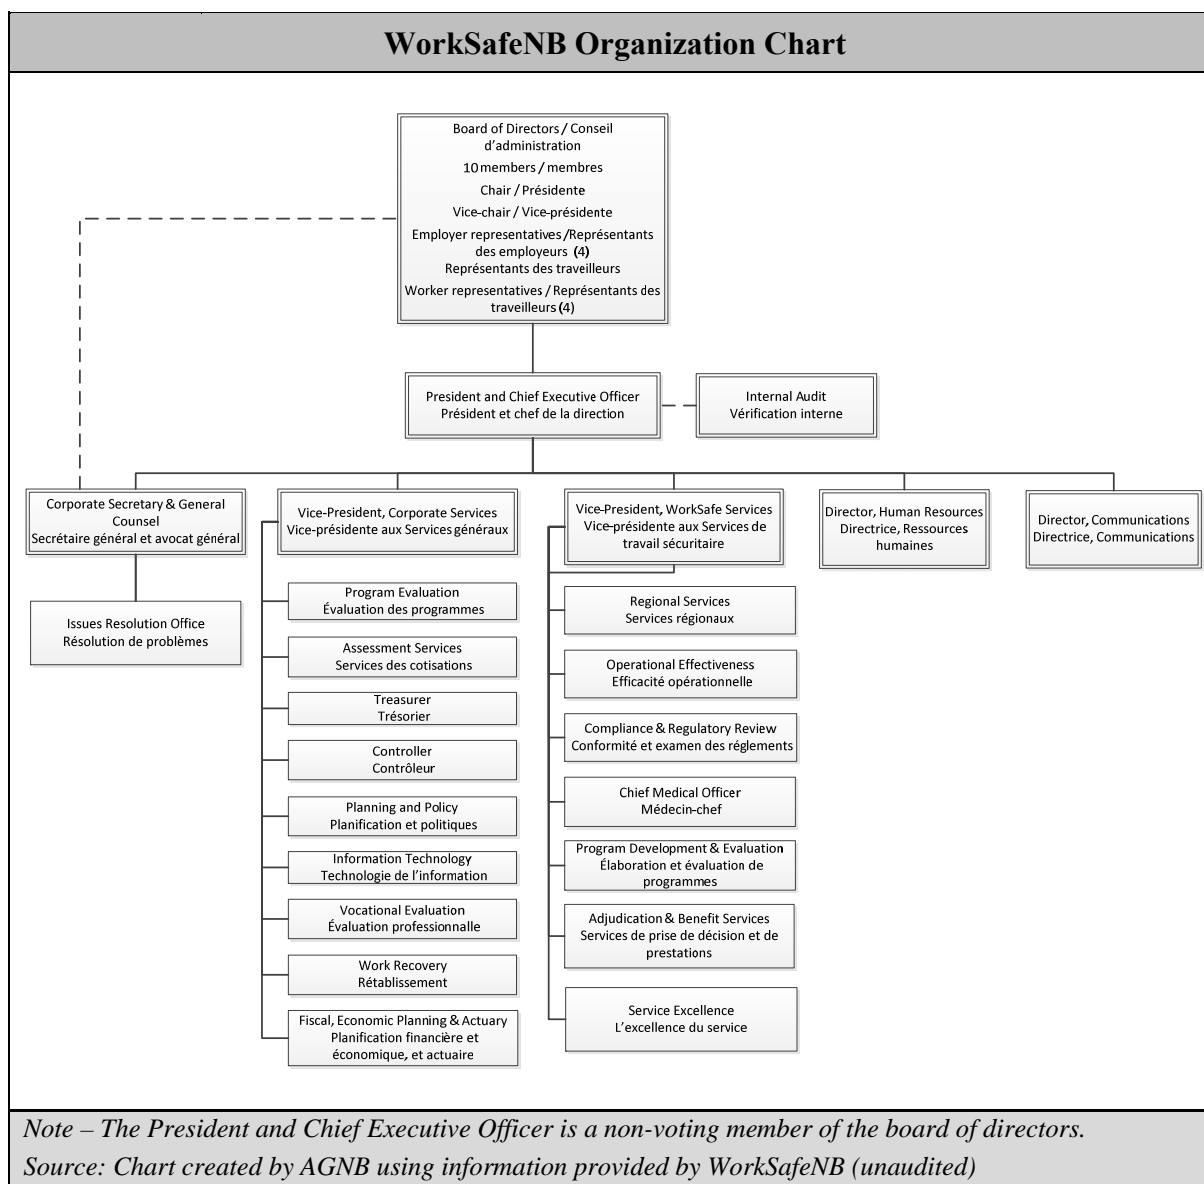 WorkSafeNB Organization Chart
Board of Directors / Conseil
d'administration
10 members / membres
Chair / Présidente
Vice-chair / Vice-présidente
Employer representatives /Représentants
des employeurs (4)
Représentants des traveilleurs
Worker representatives / Représentants des
traveilleurs (4)
President and Chief Executive Officer
Président et chef de la direction
Internal Audit
Vérification interne
Corporate Secretary & General
Counsel
Secrétaire général et avocat général
Vice-President, Corporate Services
Vice-présidente aux Services généraux
Vice-President, WorkSafe Services
Vice-présidente aux Services de
travail sécuritaire
Director, Human Resources
Directrice, Ressources
humaines
Director, Communications
Directrice, Communications
Issues Resolution Office
Résolution de problèmes
Program Evaluation
Évaluation des programmes
Assessment Services
Services des cotisations
Treasurer
Trésorier
Controller
Contrôleur
Planning and Policy
Planification et politiques
Information Technology
Technologie de l'information
Vocational Evaluation
Évaluation professionnalle
Work Recovery
Rétablissement
Fiscal, Economic Planning & Actuary
Planification financière et
économique, et actuaire
Regional Services
Services régionaux
Operational Effectiveness
Efficacité opérationnelle
Compliance & Regulatory Review
Conformité et examen des réglements
Chief Medical Officer
Médecin-chef
Program Development & Evaluation
Élaboration et évaluation de
programmes
Adjudication & Benefit Services
Services de prise de décision et de
prestations
Service Excellence
L'excellence du service
Note – The President and Chief Executive Officer is a non-voting member of the board of directors.
Source: Chart created by AGNB using information provided by WorkSafeNB (unaudited)